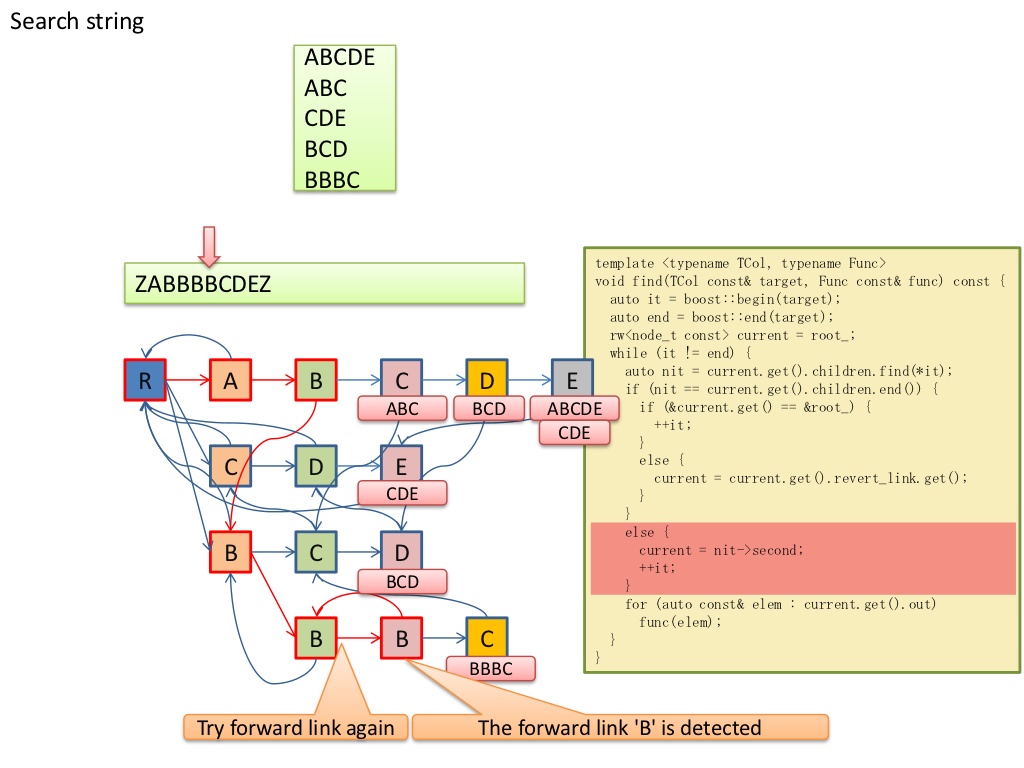 Search string
ABCDE
ABC
CDE
BCD
BBBC
ZABBBBCDEZ
R
A
B
C
D
E
ABC
BCD
ABCDE
CDE
C
D
E
CDE
B
C
D
BCD
B
B
C
BBBC
Try forward link again
The forward link 'B' is detected
template <typename TCol, typename Func>
void find(TCol const& target, Func const& func) const {
  auto it = boost::begin(target);
  auto end = boost::end(target);
  rw<node_t const> current = root_;
  while (it != end) {
    auto nit = current.get().children.find(*it);
    if (nit == current.get().children.end()) {
      if (&current.get() == &root_) {
        ++it;
      }
      else {
        current = current.get().revert_link.get();
      }
    }
    else {
      current = nit->second;
      ++it;
    }
    for (auto const& elem : current.get().out)
      func(elem);
  }
}